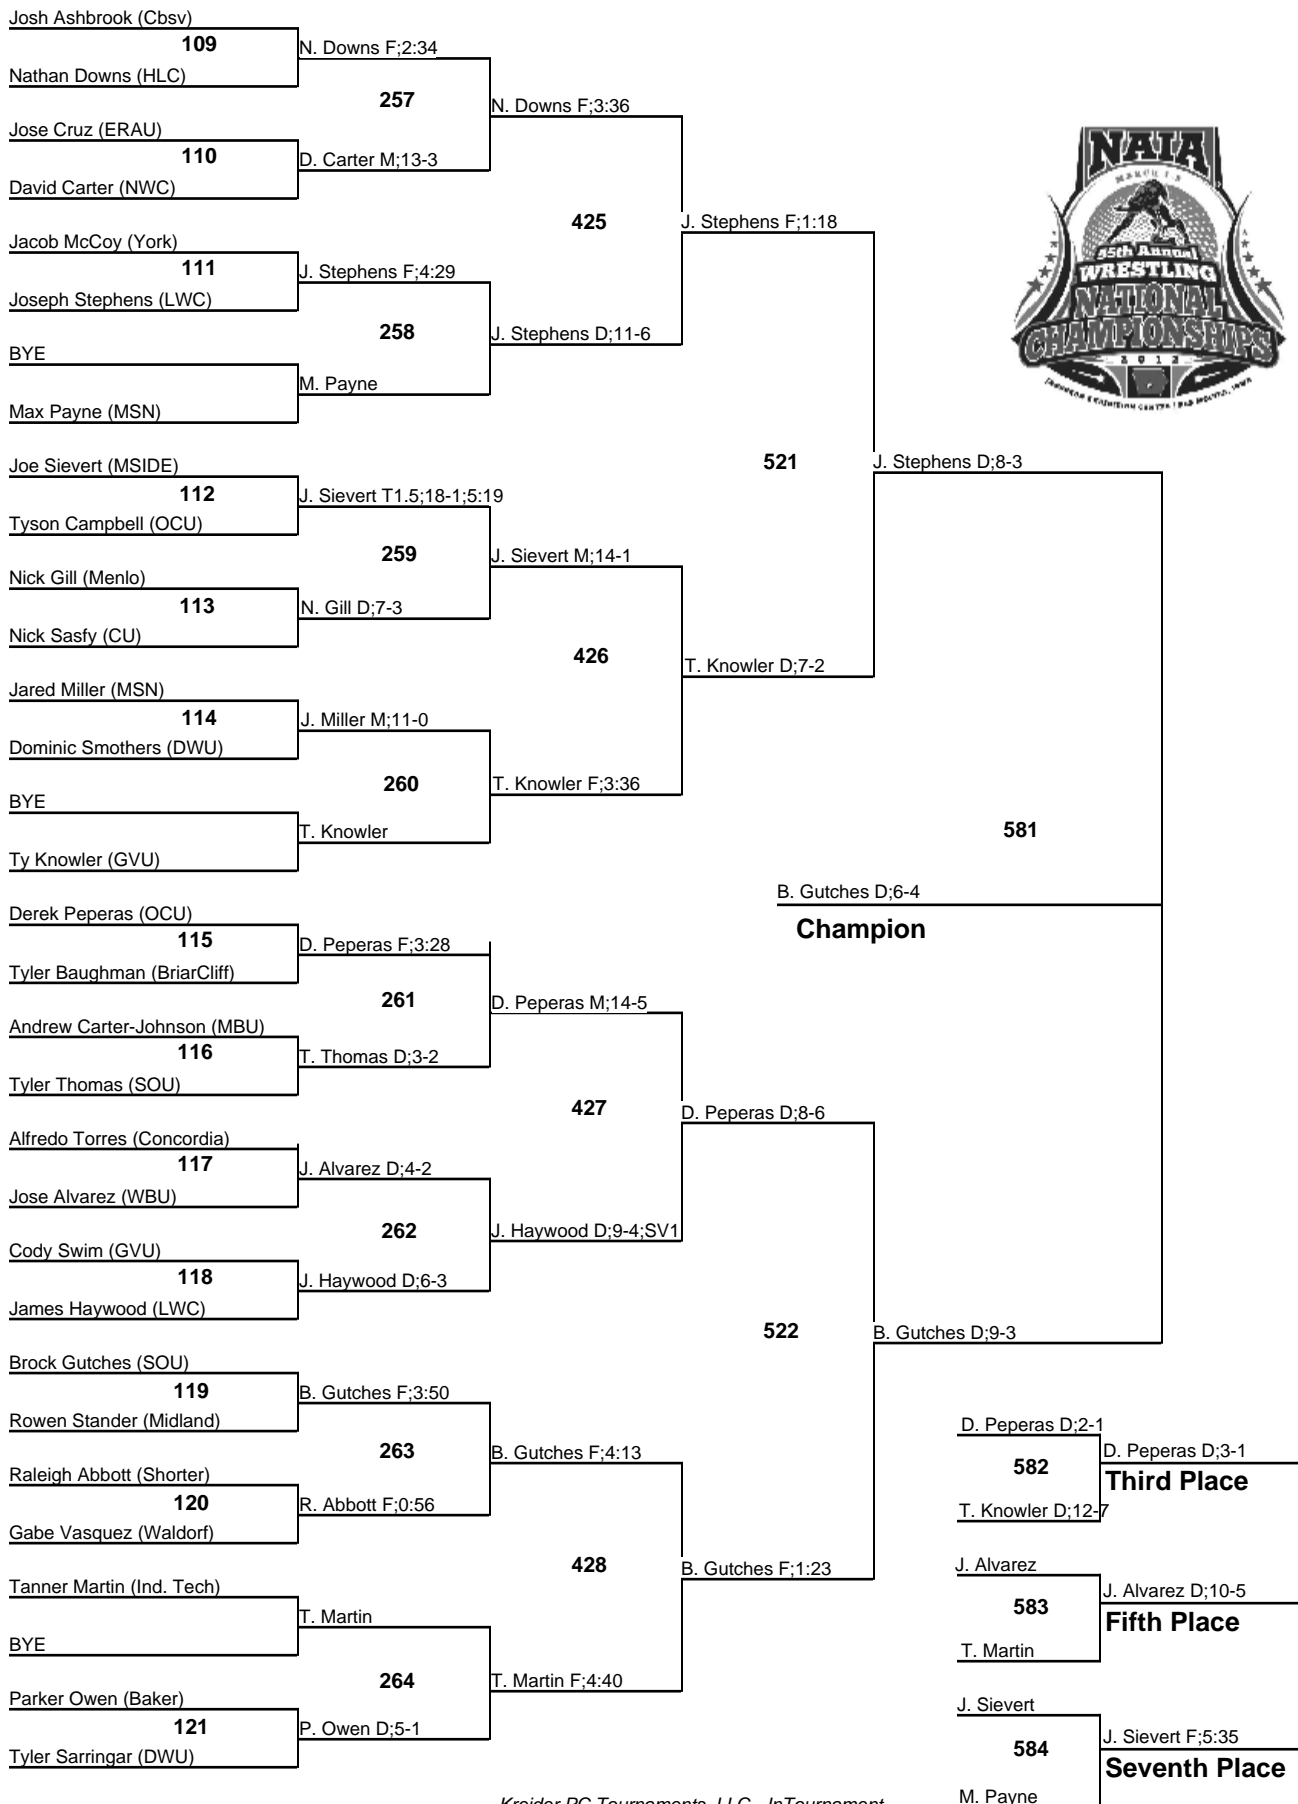 Josh Ashbrook (Cbsv)
109
N. Downs F;2:34
Nathan Downs (HLC)
257
N. Downs F;3:36
Jose Cruz (ERAU)
110
D. Carter M;13-3
David Carter (NWC)
425
J. Stephens F;1:18
Jacob McCoy (York)
111
J. Stephens F;4:29
Joseph Stephens (LWC)
258
J. Stephens D;11-6
BYE
M. Payne
Max Payne (MSN)
521
J. Stephens D;8-3
Joe Sievert (MSIDE)
112
J. Sievert T1.5;18-1;5:19
Tyson Campbell (OCU)
259
J. Sievert M;14-1
Nick Gill (Menlo)
113
N. Gill D;7-3
Nick Sasfy (CU)
426
T. Knowler D;7-2
Jared Miller (MSN)
114
J. Miller M;11-0
Dominic Smothers (DWU)
260
T. Knowler F;3:36
BYE
T. Knowler
Ty Knowler (GVU)
581
B. Gutches D;6-4
Champion
Derek Peperas (OCU)
115
D. Peperas F;3:28
Tyler Baughman (BriarCliff)
261
D. Peperas M;14-5
Andrew Carter-Johnson (MBU)
116
T. Thomas D;3-2
Tyler Thomas (SOU)
427
D. Peperas D;8-6
Alfredo Torres (Concordia)
117
J. Alvarez D;4-2
Jose Alvarez (WBU)
262
J. Haywood D;9-4;SV1
Cody Swim (GVU)
118
J. Haywood D;6-3
James Haywood (LWC)
522
B. Gutches D;9-3
Brock Gutches (SOU)
119
B. Gutches F;3:50
Rowen Stander (Midland)
263
B. Gutches F;4:13
Raleigh Abbott (Shorter)
120
R. Abbott F;0:56
Gabe Vasquez (Waldorf)
428
B. Gutches F;1:23
Tanner Martin (Ind. Tech)
T. Martin
BYE
264
T. Martin F;4:40
Parker Owen (Baker)
121
P. Owen D;5-1
Tyler Sarringar (DWU)
D. Peperas D;2-1
582
D. Peperas D;3-1
Third Place
T. Knowler D;12-7
J. Alvarez
583
J. Alvarez D;10-5
Fifth Place
T. Martin
J. Sievert
584
J. Sievert F;5:35
Seventh Place
M. Payne
NAIA
MARCH 1-3
55th Annual
WRESTLING
NATIONAL
CHAMPIONSHIPS
2012
Kreider PC Tournaments, LLC - InTournament